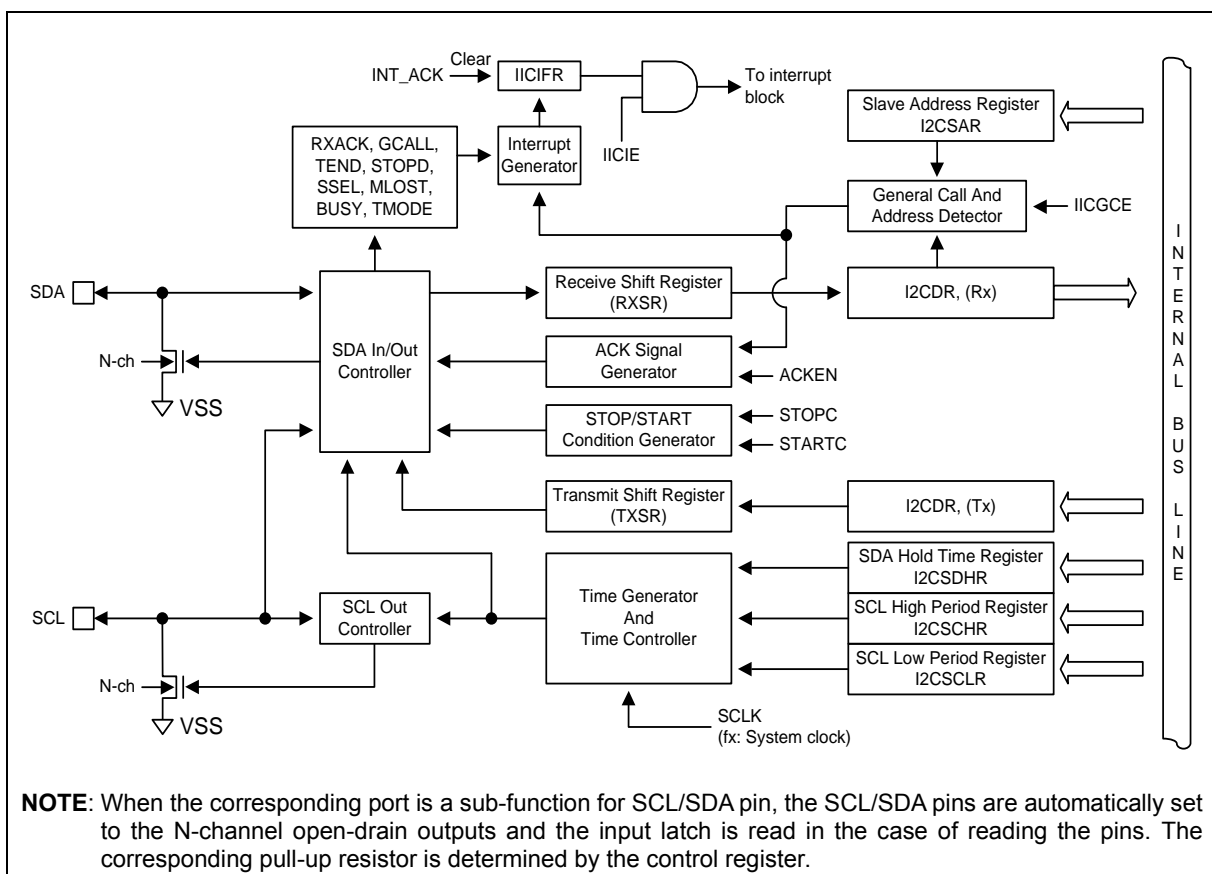 Clear
INT_ACK
IICIFR
To interrupt
block
IICIE
RXACK, GCALL,
TEND, STOPD,
SSEL, MLOST,
BUSY, TMODE
Interrupt
Generator
Slave Address Register
I2CSAR
General Call And
Address Detector
IICGCE
SDA
SDA In/Out
Controller
Receive Shift Register
(RXSR)
I2CDR, (Rx)
N-ch
VSS
ACK Signal
Generator
ACKEN
STOP/START
Condition Generator
STOPC
STARTC
Transmit Shift Register
(TXSR)
I2CDR, (Tx)
SCL
SCL Out
Controller
Time Generator
And
Time Controller
SDA Hold Time Register
I2CSDHR
SCL High Period Register
I2CSCHR
SCL Low Period Register
I2CSCLR
N-ch
VSS
SCLK
(fx: System clock)
INTERNAL BUS LINE
NOTE: When the corresponding port is a sub-function for SCL/SDA pin, the SCL/SDA pins are automatically set
to the N-channel open-drain outputs and the input latch is read in the case of reading the pins. The
corresponding pull-up resistor is determined by the control register.